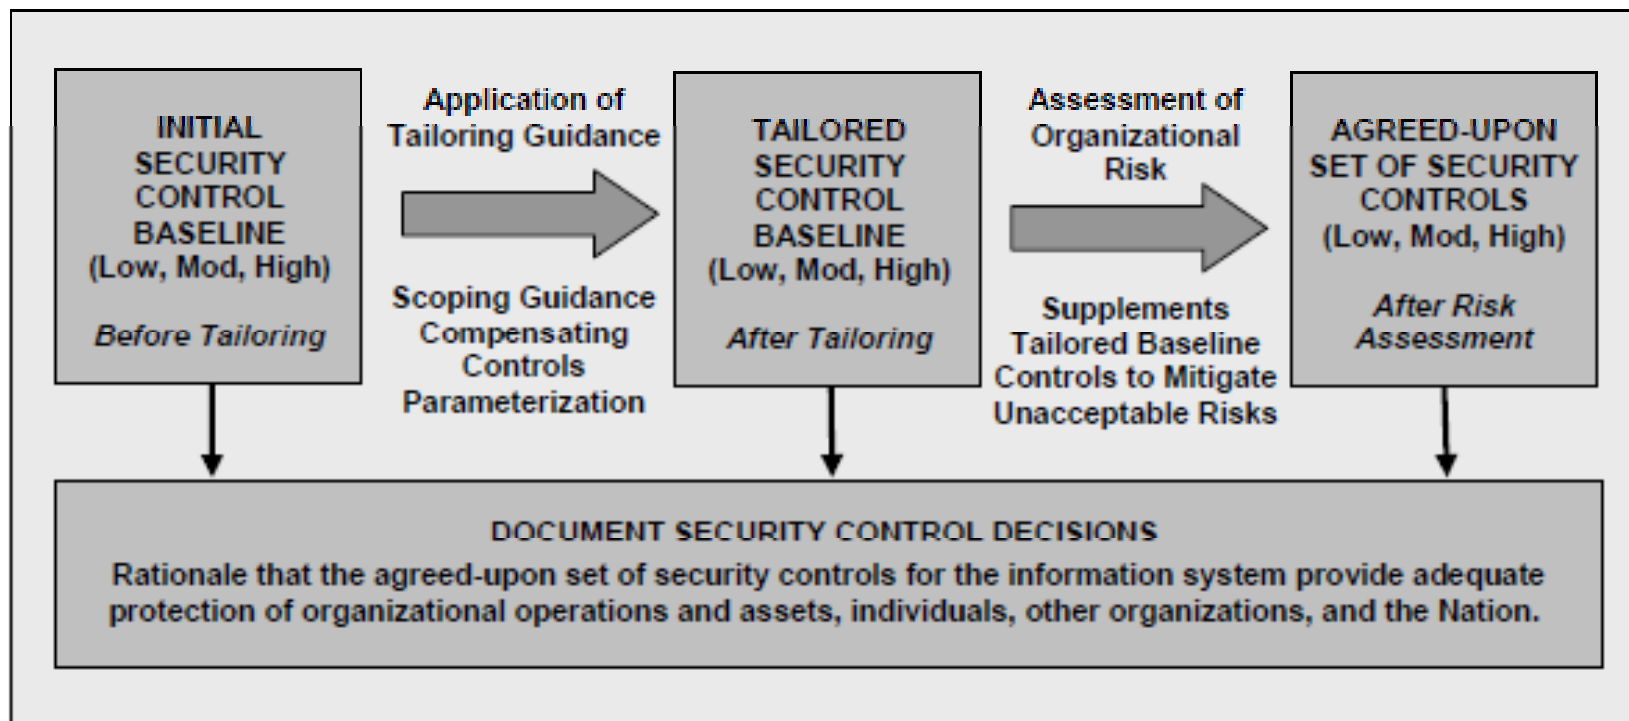 INITIAL
SECURITY
CONTROL
BASELINE
(Low, Mod, High)
Before Tailoring
Application of
Tailoring Guidance
Scoping Guidance
Compensating
Controls
Parameterization
TAILORED
SECURITY
CONTROL
BASELINE
(Low, Mod, High)
After Tailoring
Assessment of
Organizational
Risk
Supplements
Tailored Baseline
Controls to Mitigate
Unacceptable Risks
AGREED-UPON
SET OF SECURITY
CONTROLS
(Low, Mod, High)
After Risk
Assessment
DOCUMENT SECURITY CONTROL DECISIONS
Rationale that the agreed-upon set of security controls for the information system provide adequate
protection of organizational operations and assets, individuals, other organizations, and the Nation.